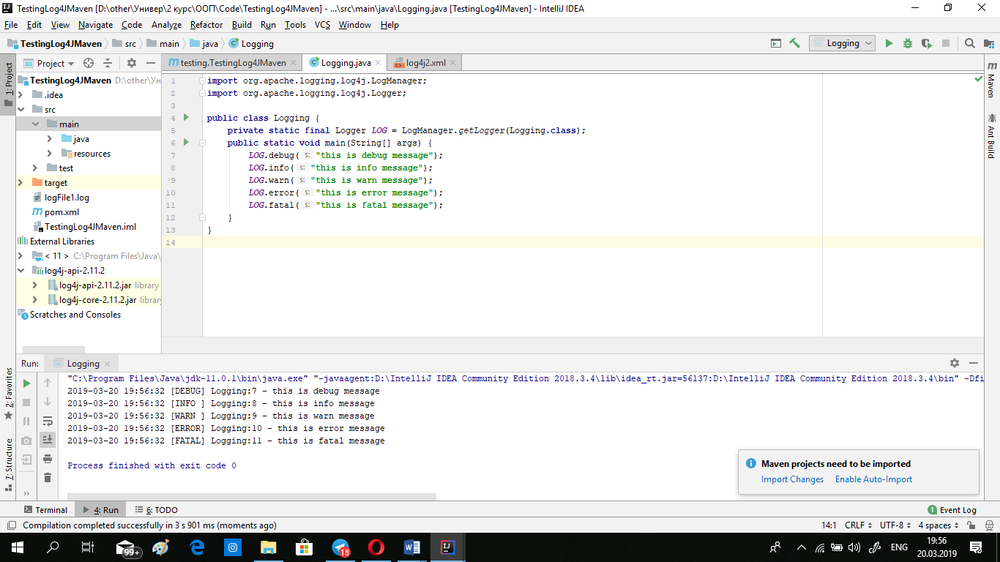 TestingLog4JMaven [D:\other\Универ\2 курс\ООП\Code\TestingLog4JMaven] - ...\src\main\java\Logging.java [TestingLog4JMaven] - IntelliJ IDEA
File Edit View Navigate Code Analyze Refactor Build Run Tools VCS Window Help
TestingLog4JMaven src main java Logging
Logging
Project
testing.TestingLog4JMaven
Logging.java
log4j2.xml
1: Project
TestingLog4JMaven D:\other\Ун
.idea
src
main
java
resources
test
target
logFile1.log
pom.xml
TestingLog4JMaven.iml
External Libraries
< 11 > C:\Program Files\Java\
log4j-api-2.11.2
log4j-api-2.11.2.jar library
log4j-core-2.11.2.jar library
Scratches and Consoles
1 import org.apache.logging.log4j.LogManager;
2 import org.apache.logging.log4j.Logger;
3
4 public class Logging {
5 private static final Logger LOG = LogManager.getLogger(Logging.class);
6 public static void main(String[] args) {
7 LOG.debug( s: "this is debug message");
8 LOG.info( s: "this is info message");
9 LOG.warn( s: "this is warn message");
10 LOG.error( s: "this is error message");
11 LOG.fatal( s: "this is fatal message");
12 }
13 }
14
Maven
Ant Build
Run: Logging
2: Favorites
7: Structure
"C:\Program Files\Java\jdk-11.0.1\bin\java.exe" "-javaagent:D:\IntelliJ IDEA Community Edition 2018.3.4\lib\idea_rt.jar=56137:D:\IntelliJ IDEA Community Edition 2018.3.4\bin" -Dfi
2019-03-20 19:56:32 [DEBUG] Logging:7 - this is debug message
2019-03-20 19:56:32 [INFO ] Logging:8 - this is info message
2019-03-20 19:56:32 [WARN ] Logging:9 - this is warn message
2019-03-20 19:56:32 [ERROR] Logging:10 - this is error message
2019-03-20 19:56:32 [FATAL] Logging:11 - this is fatal message
Process finished with exit code 0
Maven projects need to be imported
Import Changes Enable Auto-Import
Terminal 4: Run 6: TODO
1 Event Log
Compilation completed successfully in 3 s 901 ms (moments ago)
14:1 CRLF UTF-8 4 spaces
99+
18
ENG
19:56
20.03.2019